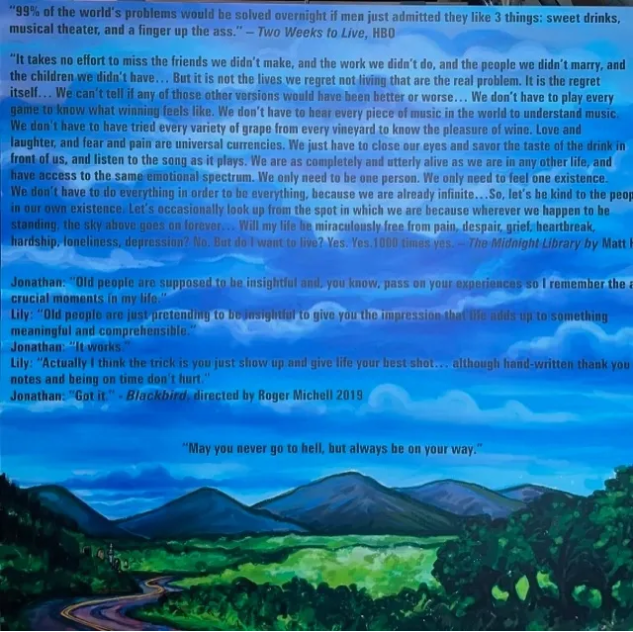 "99% of the world's problems would be solved overnight if men just admitted they like 3 things: sweet drinks,
musical theater, and a finger up the ass." – Two Weeks to Live, HBO
"It takes no effort to miss the friends we didn't make, and the work we didn't do, and the people we didn't marry, and
the children we didn't have... But it is not the lives we regret not living that are the real problem. It is the regret
itself... We can't tell if any of those other versions would have been better or worse... We don't have to play every
game to know what winning feels like. We don't have to hear every piece of music in the world to understand music.
We don't have to have tried every variety of grape from every vineyard to know the pleasure of wine. Love and
laughter, and fear and pain are universal currencies. We just have to close our eyes and savor the taste of the drink in
front of us, and listen to the song as it plays. We are as completely and utterly alive as we are in any other life, and
have access to the same emotional spectrum. We only need to be one person. We only need to feel one existence.
We don't have to do everything in order to be everything, because we are already infinite...So, let's be kind to the peop
in our own existence. Let's occasionally look up from the spot in which we are because wherever we happen to be
standing, the sky above goes on forever... Will my life be miraculously free from pain, despair, grief, heartbreak,
hardship, loneliness, depression? No. But do I want to live? Yes. Yes.1000 times yes. – The Midnight Library by Matt H
Jonathan: "Old people are supposed to be insightful and, you know, pass on your experiences so I remember the a
crucial moments in my life."
Lily: "Old people are just pretending to be insightful to give you the impression that life adds up to something
meaningful and comprehensible."
Jonathan: "It works."
Lily: "Actually I think the trick is you just show up and give life your best shot... although hand-written thank you
notes and being on time don't hurt."
Jonathan: "Got it." - Blackbird, directed by Roger Michell 2019
"May you never go to hell, but always be on your way."